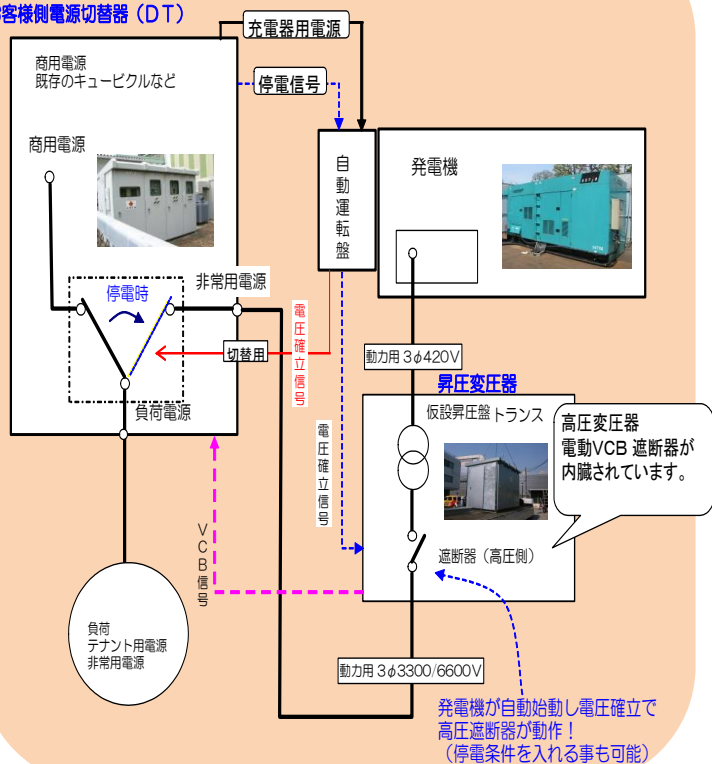 客様側電源切替器（ＤＴ）
充電器用電源
商用電源
既存のキュービクルなど
停電信号
商用電源
自動運転盤
発電機
停電時
非常用電源
切替用
電圧確立信号
動力用 3φ420V
負荷電源
昇圧変圧器
仮設昇圧盤 トランス
高圧変圧器
電動VCB 遮断器が
内臓されています。
電圧確立信号
遮断器（高圧側）
ＶＣＢ信号
負荷
テナント用電源
非常用電源
動力用 3φ3300/6600V
発電機が自動始動し電圧確立で
高圧遮断器が動作！
（停電条件を入れる事も可能）